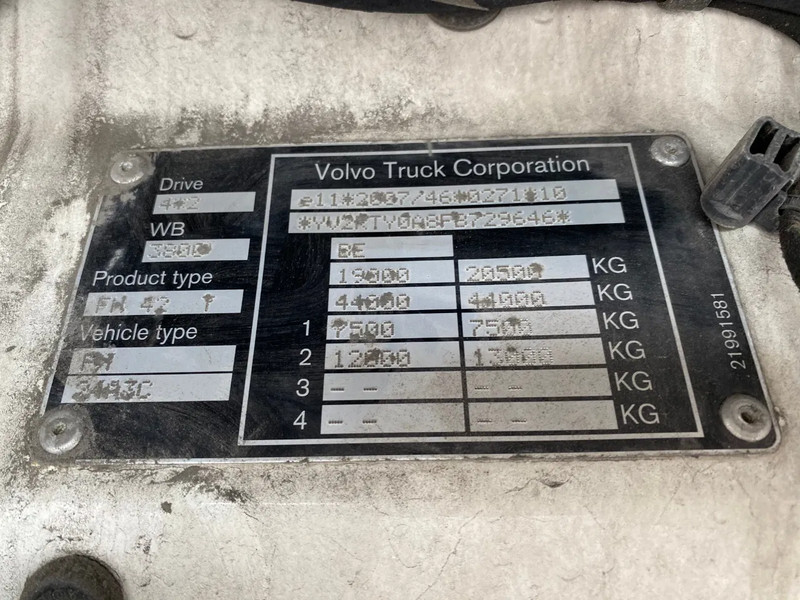 Volvo Truck Corporation
Drive
4*2
e11*2007/46*0271*10
*YV2RTY0A8FB729646*
WB
3800
BE
19000 20500 KG
Product type
FH 42 T
44000 44000 KG
Vehicle type
1 7500 7500 KG
FH
2 12000 13000 KG
24A3C
3 -- -- -- -- KG
4 -- -- -- -- KG
21991581